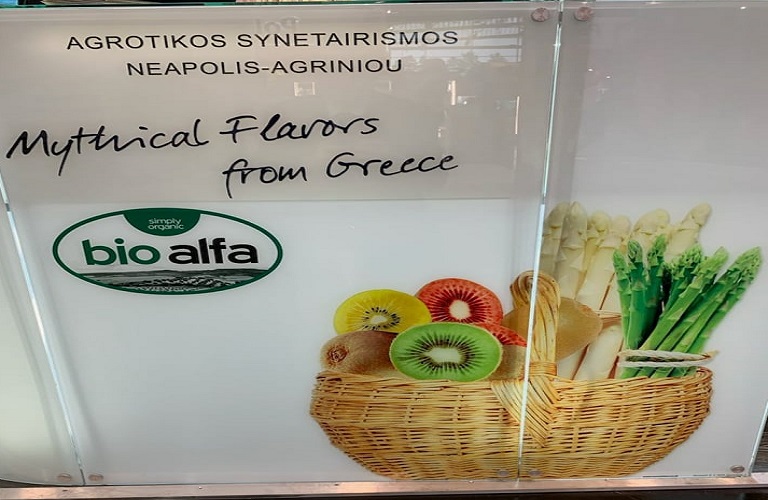 AGROTIKOS SYNETAIRISMOS
NEAPOLIS-AGRINIOU
Mythical Flavors
from Greece
simply
organic
bio alfa